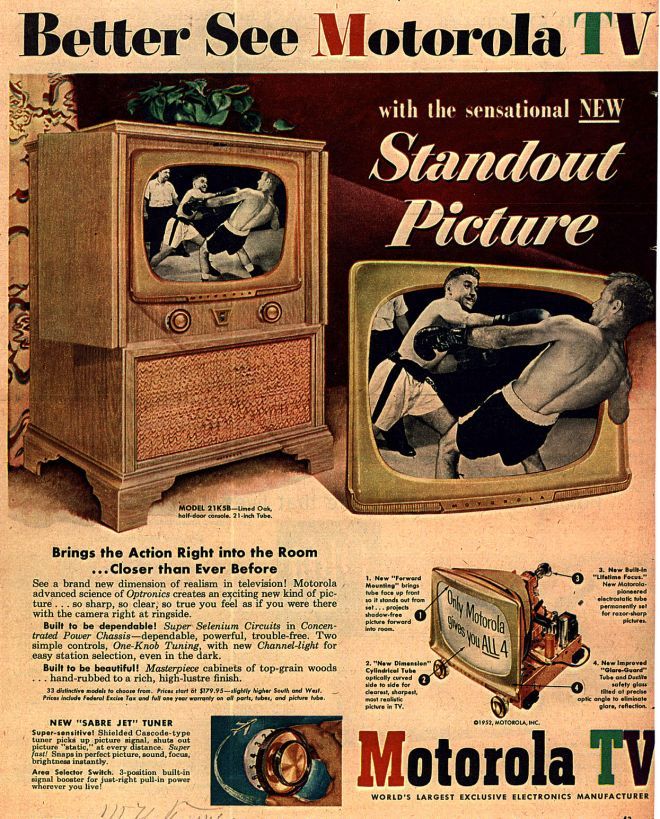 Better See Motorola TV
with the sensational NEW
Standout
Picture
MOTOROLA
MOTOROLA
MODEL 21K5B—Limed Oak,
half-door console. 21-inch Tube.
Brings the Action Right into the Room
...Closer than Ever Before
See a brand new dimension of realism in television! Motorola
advanced science of Optronics creates an exciting new kind of pic-
ture . . . so sharp, so clear, so true you feel as if you were there
with the camera right at ringside.
Built to be dependable! Super Selenium Circuits in Concen-
trated Power Chassis—dependable, powerful, trouble-free. Two
simple controls, One-Knob Tuning, with new Channel-light for
easy station selection, even in the dark.
Built to be beautiful! Masterpiece cabinets of top-grain woods
. . . hand-rubbed to a rich, high-lustre finish.
33 distinctive models to choose from. Prices start at $179.95—slightly higher South and West.
Prices include Federal Excise Tax and full one year warranty on all parts, tubes, and picture tube.
NEW "SABRE JET" TUNER
Super-sensitive! Shielded Cascode-type
tuner picks up picture signal, shuts out
picture "static," at every distance. Super
fast! Snaps in perfect picture, sound, focus,
brightness instantly.
Area Selector Switch. 3-position built-in
signal booster for just-right pull-in power
wherever you live!
1. New "Forward
Mounting" brings
tube face up front
so it stands out from
set . . . projects
shadow-free
picture forward
into room.
2. "New Dimension"
Cylindrical Tube
optically curved
side to side for
clearest, sharpest,
most realistic
picture in TV.
Only Motorola
gives you ALL 4
1
2
3
4
3. New Built-in
"Lifetime Focus."
New Motorola-
pioneered
electrostatic tube
permanently set
for razor-sharp
pictures.
4. New Improved
"Glare-Guard"
Tube and Ductile
safety glass
tilted at precise
optic angle to eliminate
glare, reflection.
©1952, MOTOROLA, INC.
Motorola TV
WORLD'S LARGEST EXCLUSIVE ELECTRONICS MANUFACTURER